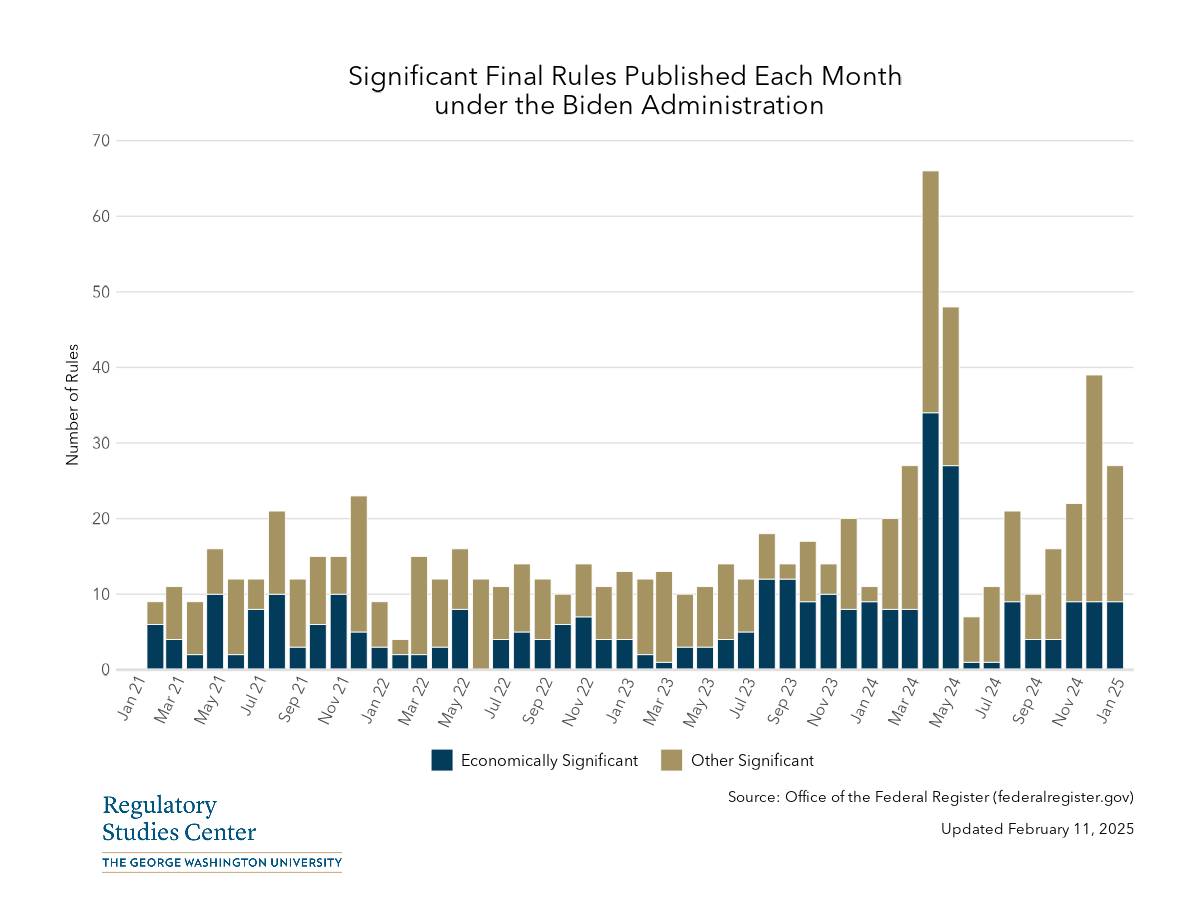 Significant Final Rules Published Each Month
under the Biden Administration
Number of Rules
70
60
50
40
30
20
10
0
Jan 21
Mar 21
May 21
Jul 21
Sep 21
Nov 21
Jan 22
Mar 22
May 22
Jul 22
Sep 22
Nov 22
Jan 23
Mar 23
May 23
Jul 23
Sep 23
Nov 23
Jan 24
Mar 24
May 24
Jul 24
Sep 24
Nov 24
Jan 25
Economically Significant
Other Significant
Source: Office of the Federal Register (federalregister.gov)
Updated February 11, 2025
Regulatory
Studies Center
THE GEORGE WASHINGTON UNIVERSITY